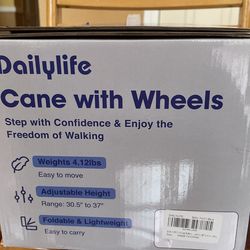 Dailylife
Cane with Wheels
Step with Confidence & Enjoy the
Freedom of Walking
Weights 4,12lbs
Easy to move
Adjustable Height
Range: 30.5" to 37"
Foldable & Lightweight
Easy to carry